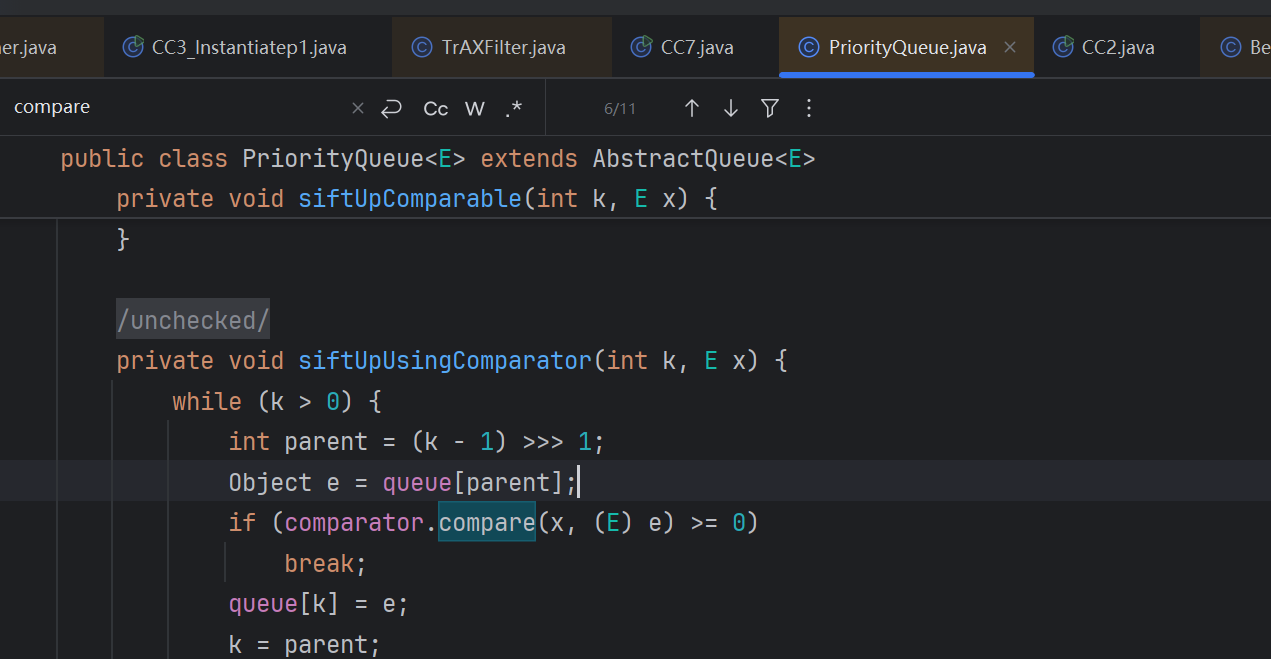 er.java CC3_Instantiatep1.java TrAXFilter.java CC7.java PriorityQueue.java CC2.java Be
compare Cc W .* 6/11
public class PriorityQueue<E> extends AbstractQueue<E>
private void siftUpComparable(int k, E x) {
}
/unchecked/
private void siftUpUsingComparator(int k, E x) {
while (k > 0) {
int parent = (k - 1) >>> 1;
Object e = queue[parent];
if (comparator.compare(x, (E) e) >= 0)
break;
queue[k] = e;
k = parent;